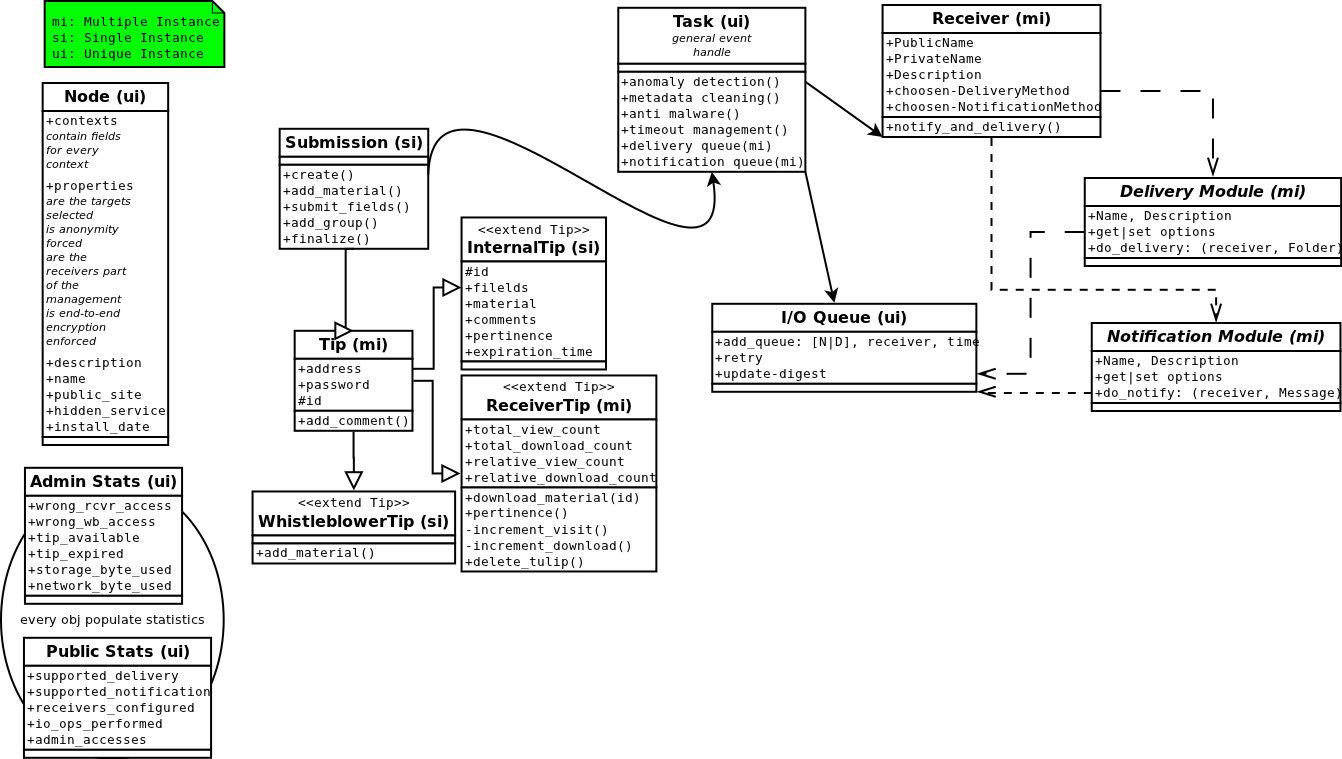 mi: Multiple Instance
si: Single Instance
ui: Unique Instance
Node (ui)
+contexts
contain fields
for every
context
+properties
are the targets
selected
is anonymity
forced
are the
receivers part
of the
management
is end-to-end
encryption
enforced
+description
+name
+public_site
+hidden_service
+install_date
Admin Stats (ui)
+wrong_rcvr_access
+wrong_wb_access
+tip_available
+tip_expired
+storage_byte_used
+network_byte_used
every obj populate statistics
Public Stats (ui)
+supported_delivery
+supported_notification
+receivers_configured
+io_ops_performed
+admin_accesses
Submission (si)
+create()
+add_material()
+submit_fields()
+add_group()
+finalize()
Tip (mi)
+address
+password
#id
+add_comment()
<<extend Tip>>
WhistleblowerTip (si)
+add_material()
<<extend Tip>>
InternalTip (si)
#id
+filelds
+material
+comments
+pertinence
+expiration_time
<<extend Tip>>
ReceiverTip (mi)
+total_view_count
+total_download_count
+relative_view_count
+relative_download_count
+download_material(id)
+pertinence()
-increment_visit()
-increment_download()
+delete_tulip()
Task (ui)
general event
handle
+anomaly detection()
+metadata cleaning()
+anti malware()
+timeout management()
+delivery queue(mi)
+notification queue(mi)
Receiver (mi)
+PublicName
+PrivateName
+Description
+choosen-DeliveryMethod
+choosen-NotificationMethod
+notify_and_delivery()
I/O Queue (ui)
+add_queue: [N|D], receiver, time
+retry
+update-digest
Delivery Module (mi)
+Name, Description
+get|set options
+do_delivery: (receiver, Folder)
Notification Module (mi)
+Name, Description
+get|set options
+do_notify: (receiver, Message)